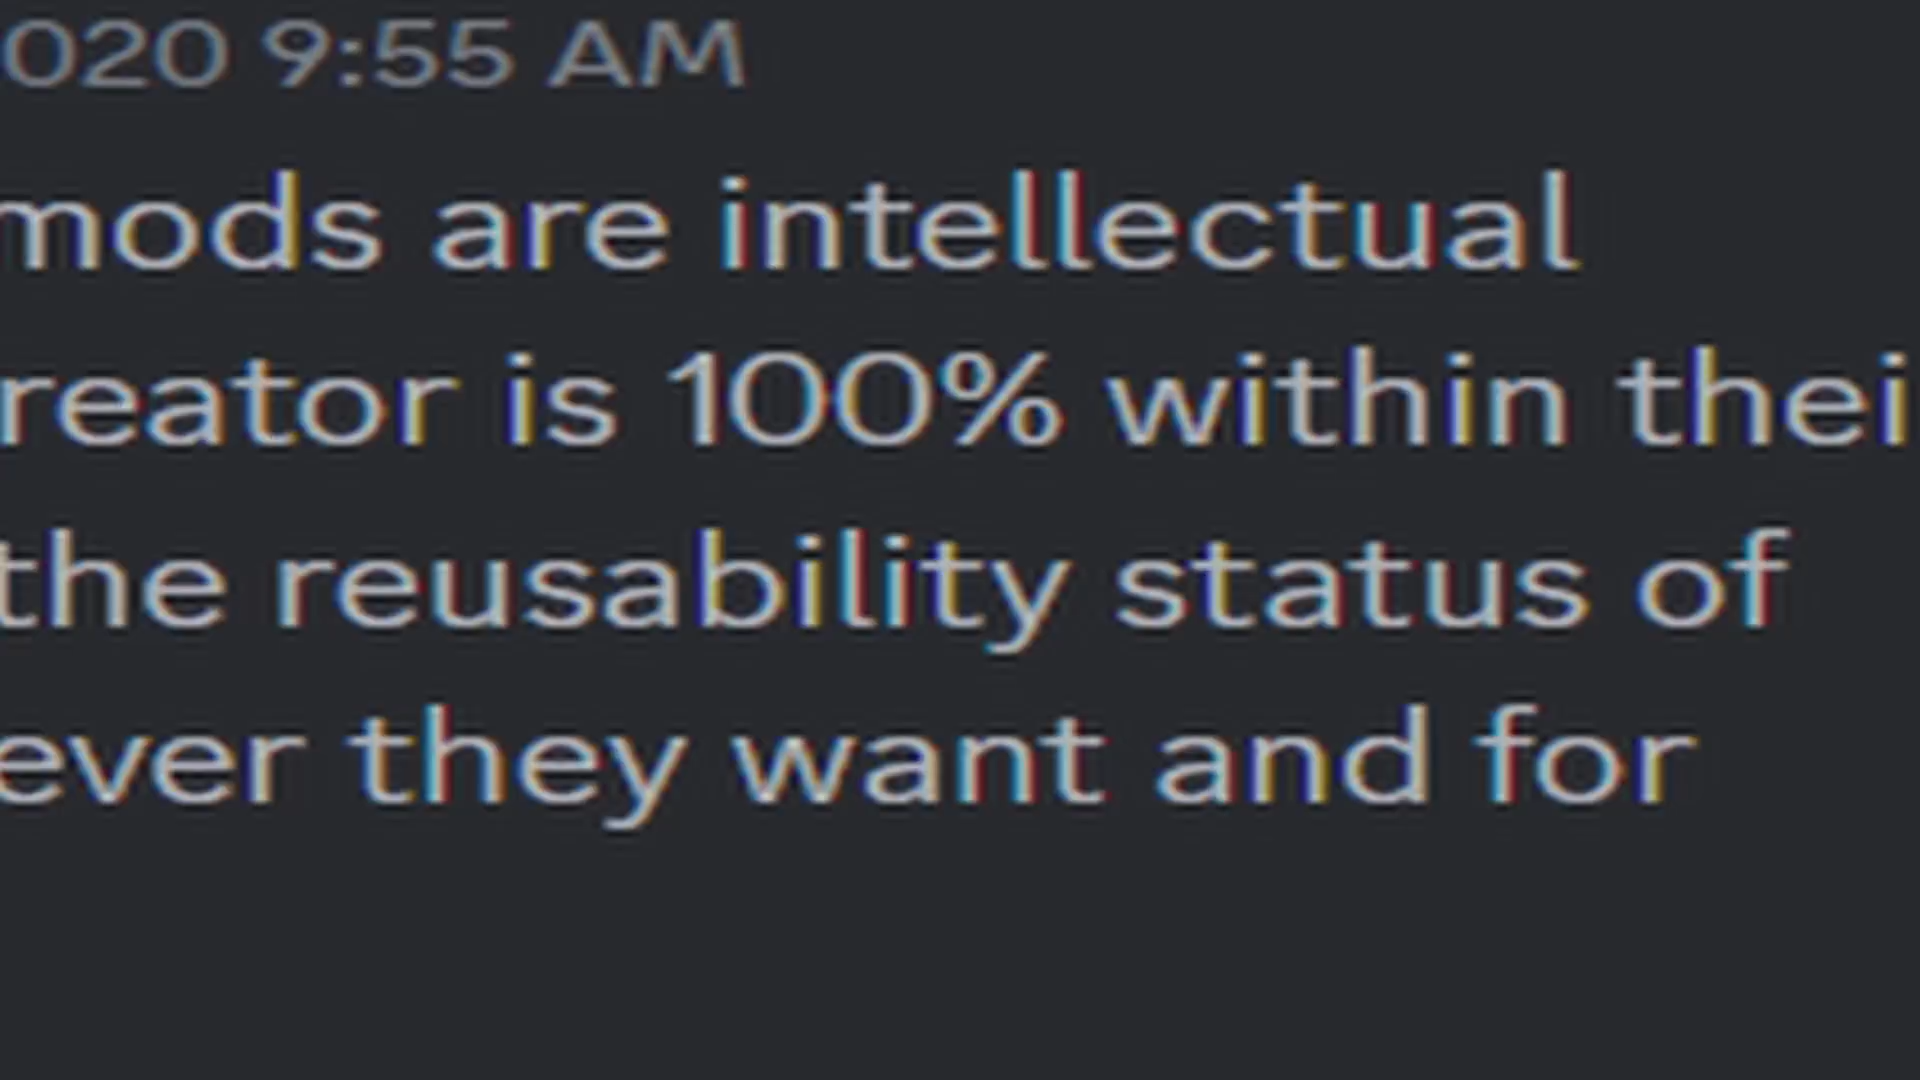 020 9:55 AM
mods are intellectual
reator is 100% within thei
the reusability status of
ever they want and for